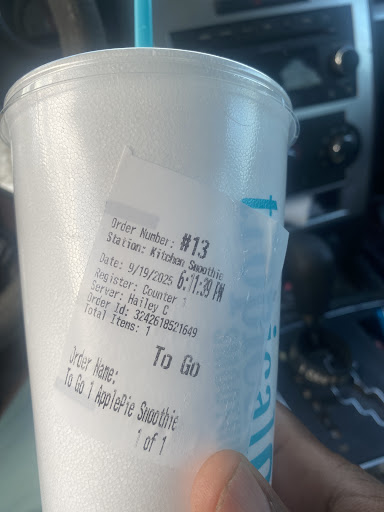 Order Number: #13
Station: Kitchen Smoothie
Date: 9/19/2025 6:11:39 PM
Register: Counter 1
Server: Hailey C
Order Id: 3242618521649
Total Items: 1
To Go
Order Name:
To Go 1 ApplePie Smoothie
1 of 1